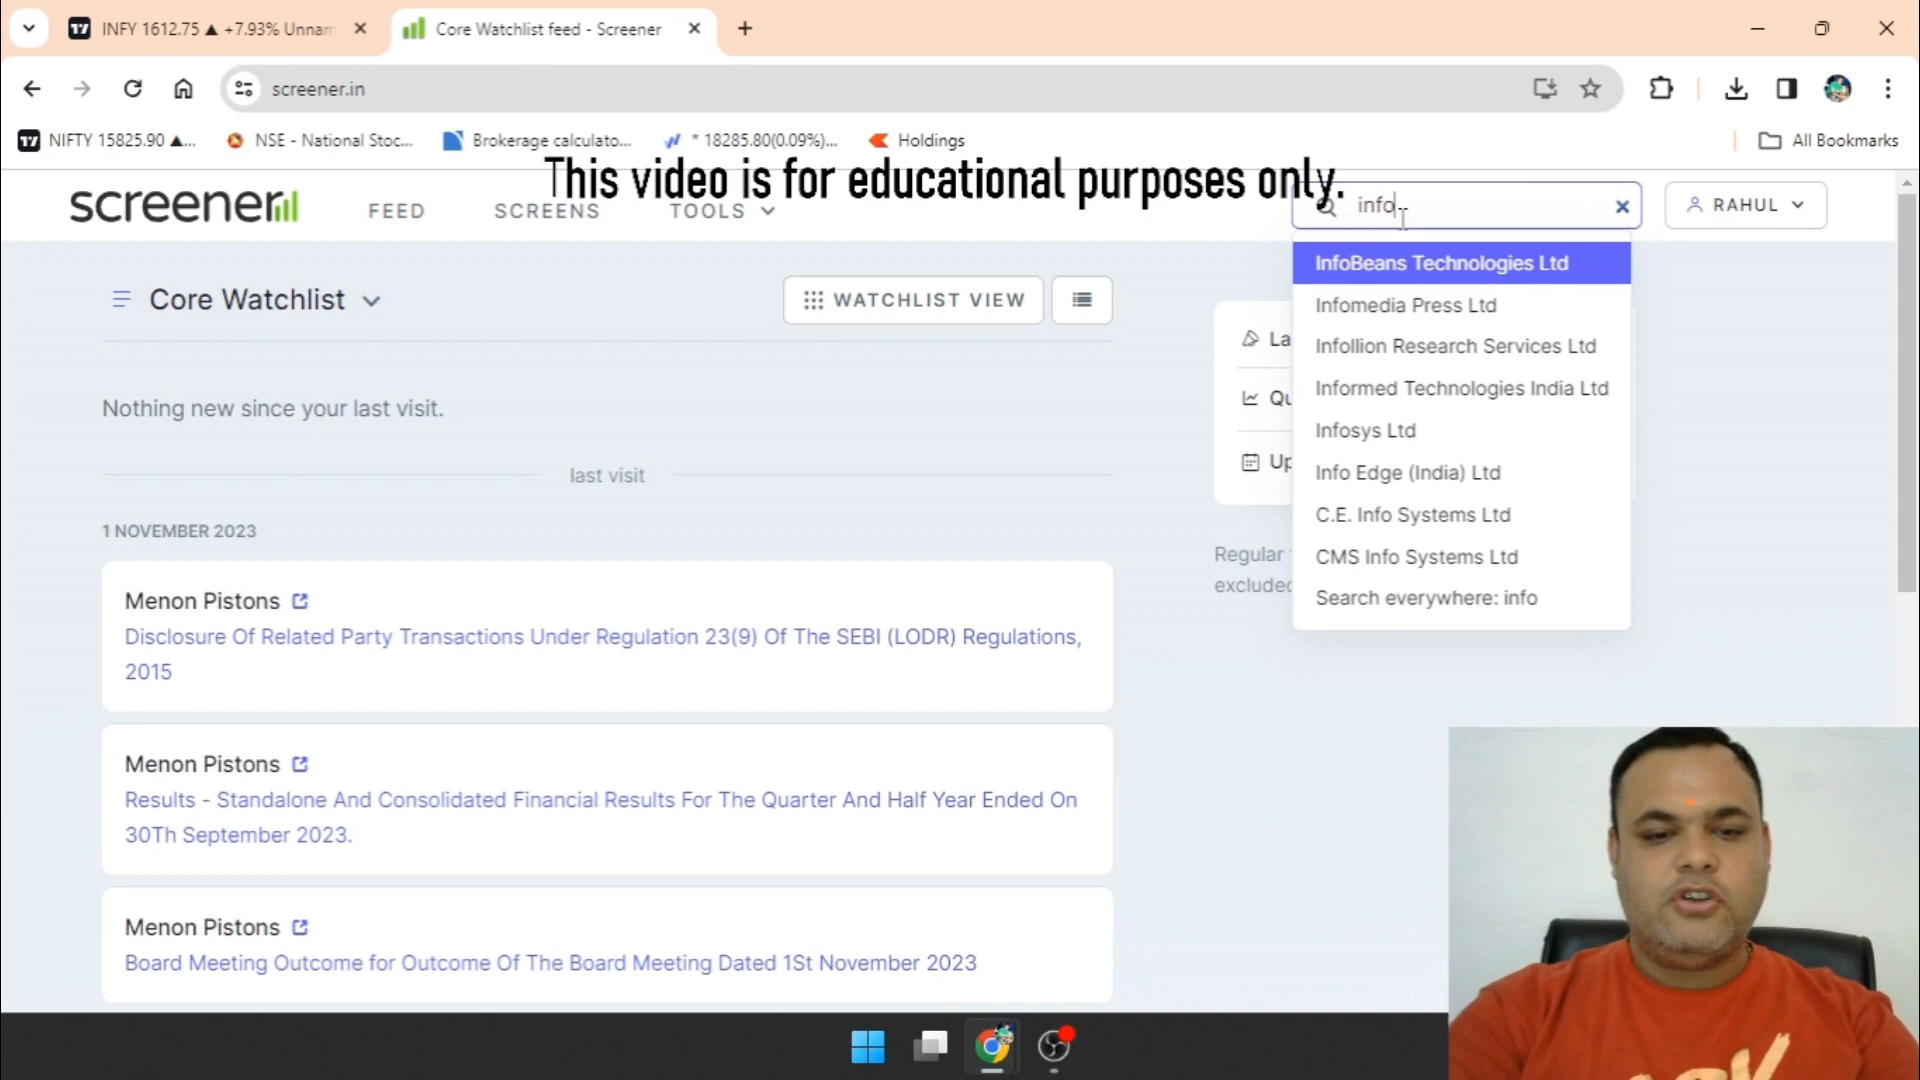 INFY 1612.75 ▲ +7.93% Unnam
Core Watchlist feed - Screener
screener.in
NIFTY 15825.90 ▲...
NSE - National Stoc...
Brokerage calculato...
* 18285.80(0.09%)...
Holdings
All Bookmarks
This video is for educational purposes only.
screener
FEED
SCREENS
TOOLS
info
RAHUL
Core Watchlist
WATCHLIST VIEW
InfoBeans Technologies Ltd
Infomedia Press Ltd
Infollion Research Services Ltd
Informed Technologies India Ltd
Infosys Ltd
Info Edge (India) Ltd
C.E. Info Systems Ltd
CMS Info Systems Ltd
Search everywhere: info
La
Qu
Up
Regular
excluded
Nothing new since your last visit.
last visit
1 NOVEMBER 2023
Menon Pistons
Disclosure Of Related Party Transactions Under Regulation 23(9) Of The SEBI (LODR) Regulations,
2015
Menon Pistons
Results - Standalone And Consolidated Financial Results For The Quarter And Half Year Ended On
30Th September 2023.
Menon Pistons
Board Meeting Outcome for Outcome Of The Board Meeting Dated 1St November 2023